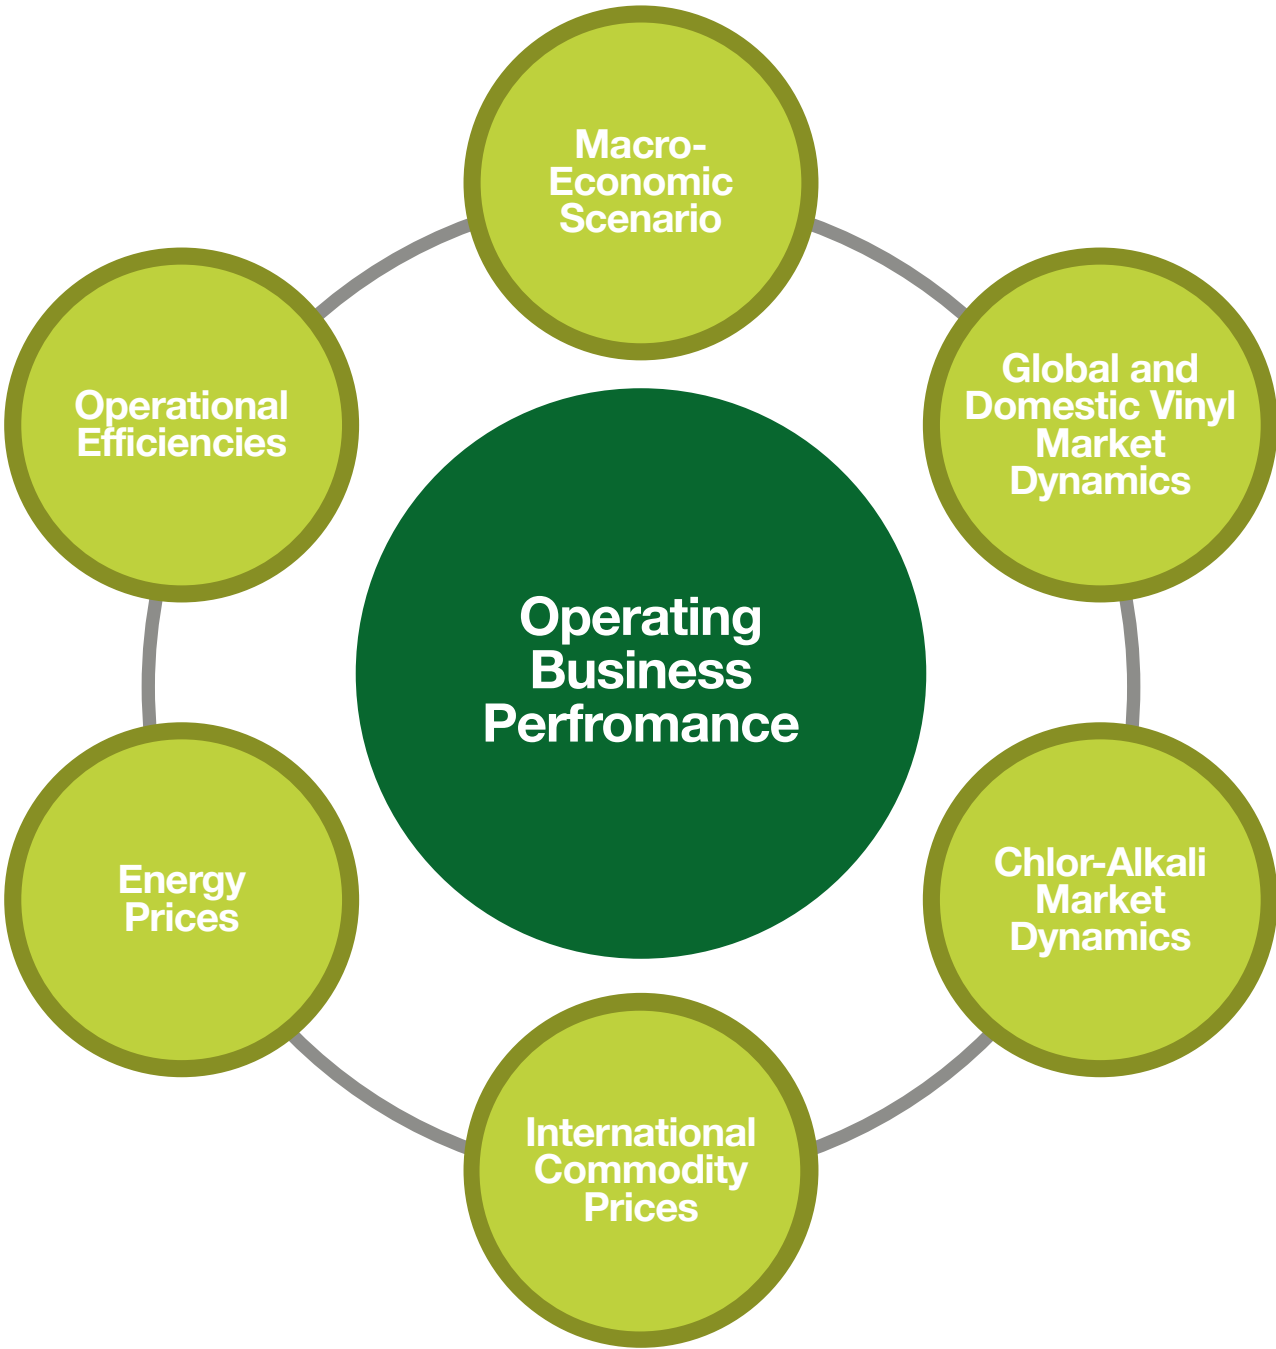 Macro-
Economic
Scenario
Global and
Domestic Vinyl
Market
Dynamics
Chlor-Alkali
Market
Dynamics
International
Commodity
Prices
Energy
Prices
Operational
Efficiencies
Operating
Business
Perfromance